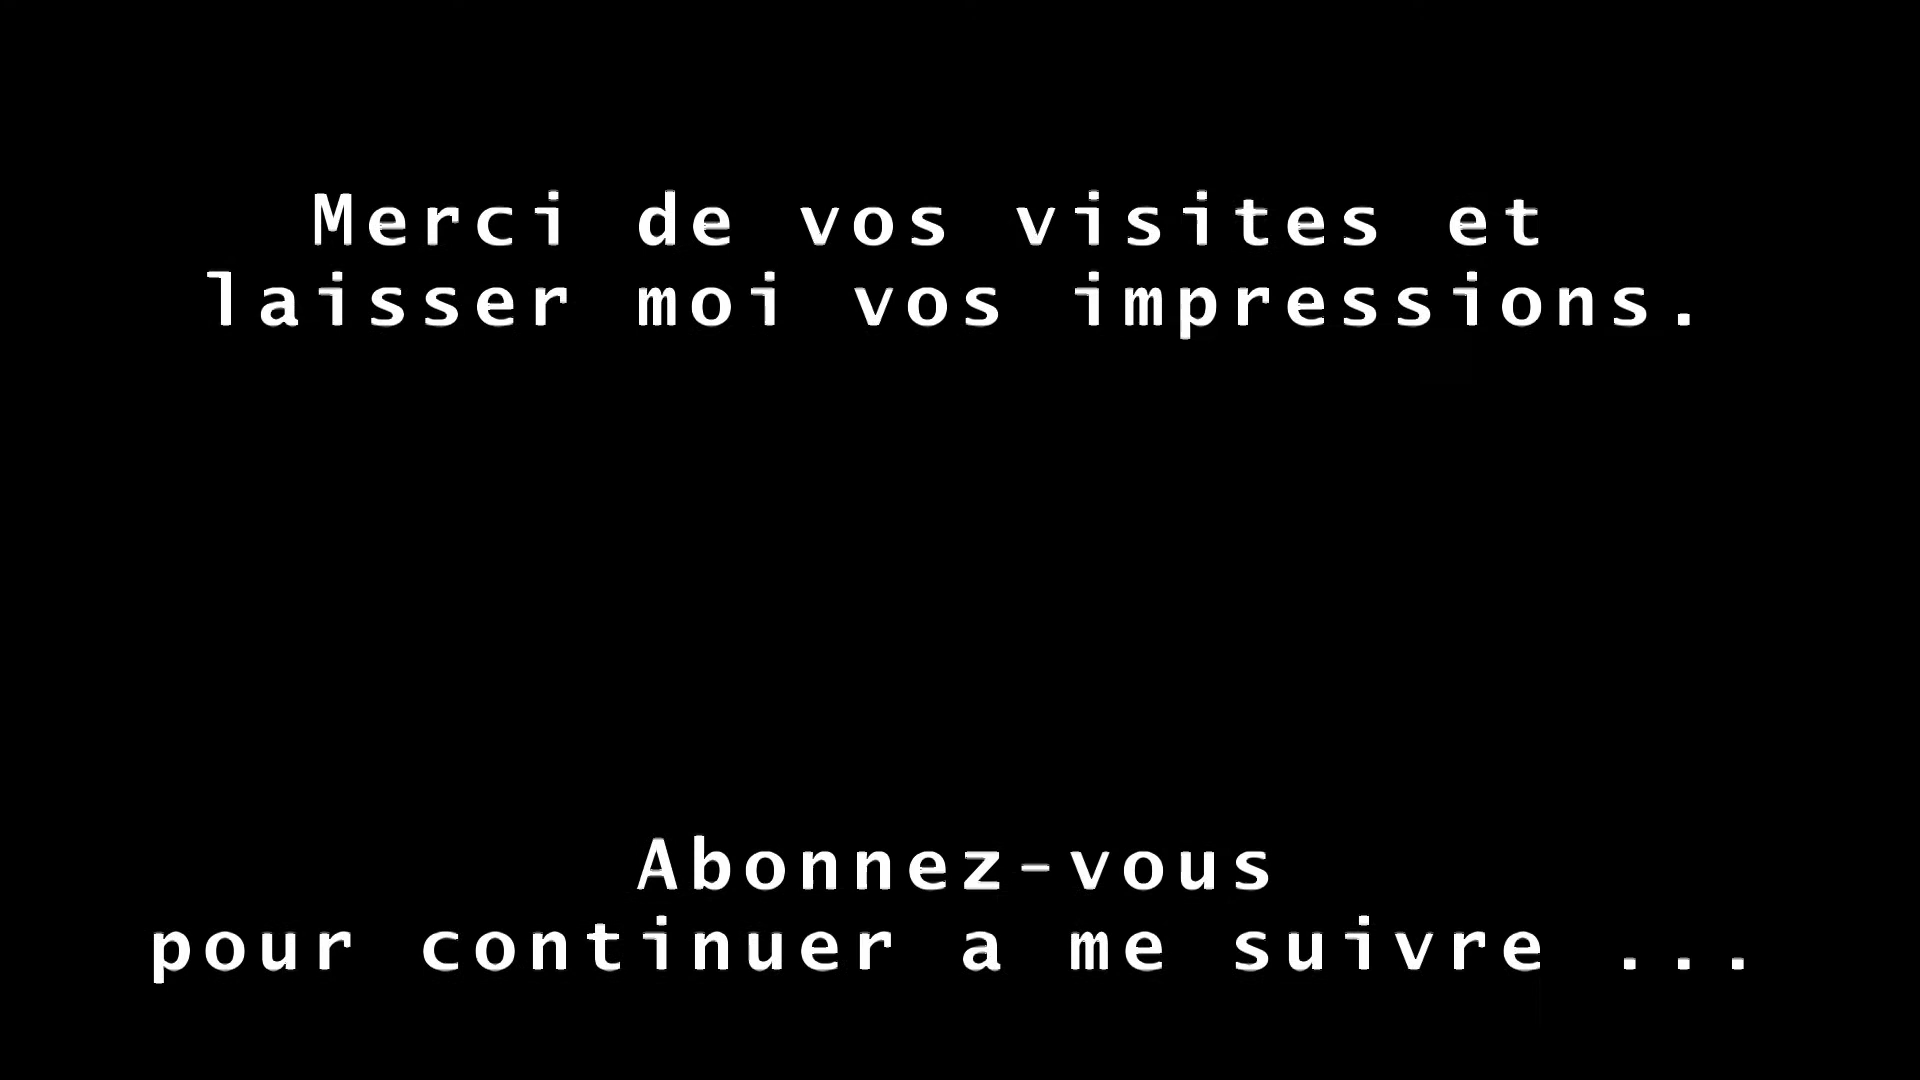 Merci de vos visites et
laisser moi vos impressions.
Abonnez-vous
pour continuer a me suivre ...